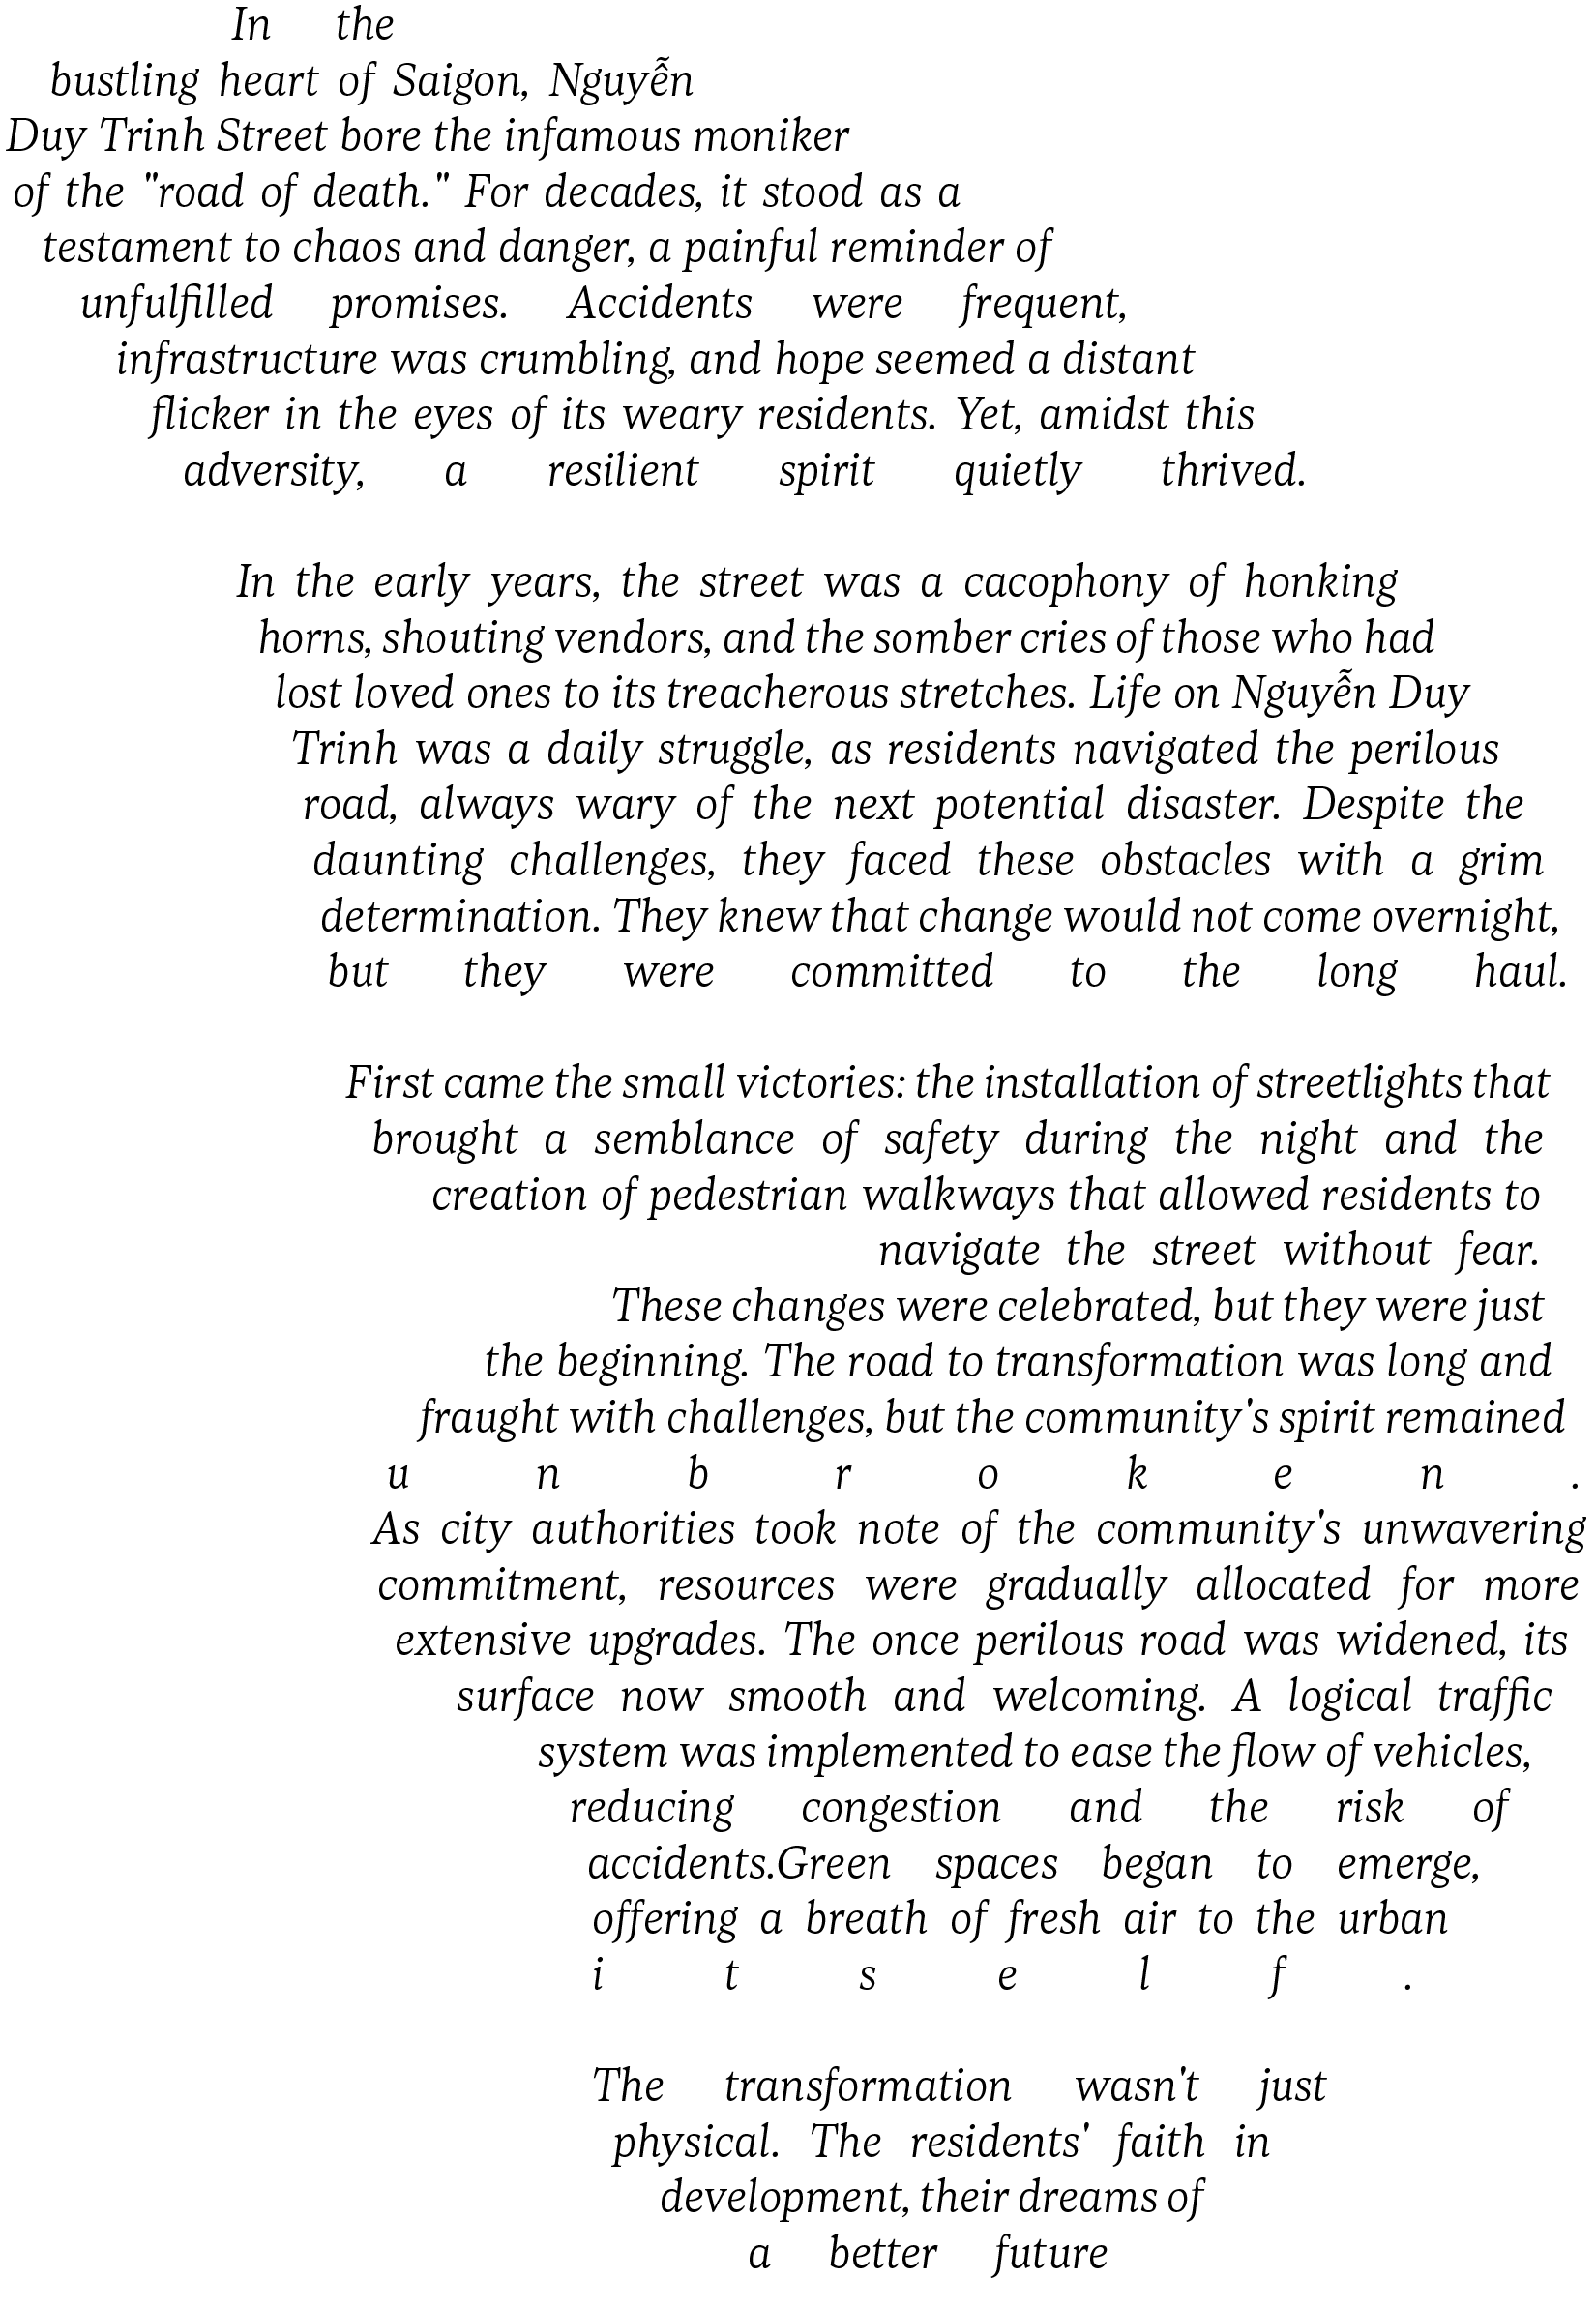 In the
bustling heart of Saigon, Nguyễn
Duy Trinh Street bore the infamous moniker
of the "road of death." For decades, it stood as a
testament to chaos and danger, a painful reminder of
unfulfilled promises. Accidents were frequent,
infrastructure was crumbling, and hope seemed a distant
flicker in the eyes of its weary residents. Yet, amidst this
adversity, a resilient spirit quietly thrived.
In the early years, the street was a cacophony of honking
horns, shouting vendors, and the somber cries of those who had
lost loved ones to its treacherous stretches. Life on Nguyễn Duy
Trinh was a daily struggle, as residents navigated the perilous
road, always wary of the next potential disaster. Despite the
daunting challenges, they faced these obstacles with a grim
determination. They knew that change would not come overnight,
but they were committed to the long haul.
First came the small victories: the installation of streetlights that
brought a semblance of safety during the night and the
creation of pedestrian walkways that allowed residents to
navigate the street without fear.
These changes were celebrated, but they were just
the beginning. The road to transformation was long and
fraught with challenges, but the community's spirit remained
u n b r o k e n .
As city authorities took note of the community's unwavering
commitment, resources were gradually allocated for more
extensive upgrades. The once perilous road was widened, its
surface now smooth and welcoming. A logical traffic
system was implemented to ease the flow of vehicles,
reducing congestion and the risk of
accidents.Green spaces began to emerge,
offering a breath of fresh air to the urban
i t s e l f .
The transformation wasn't just
physical. The residents' faith in
development, their dreams of
a better future